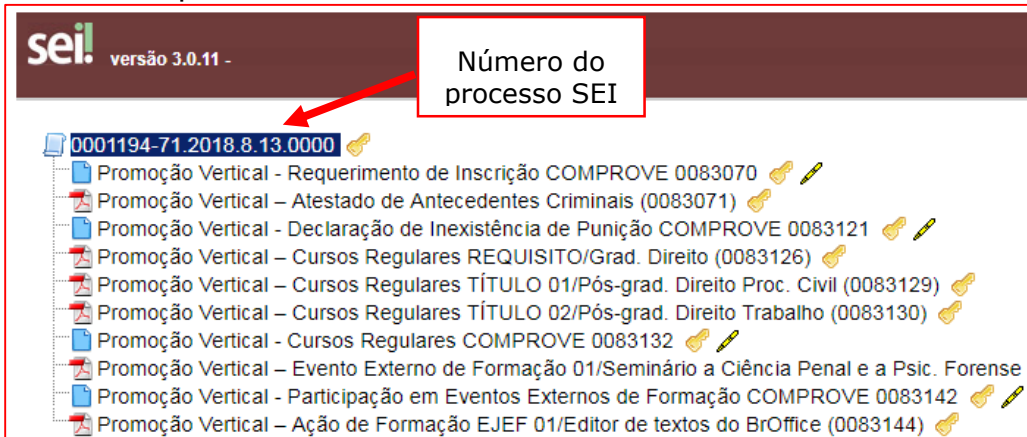 sei! versão 3.0.11 -
Número do
processo SEI
0001194-71.2018.8.13.0000
Promoção Vertical - Requerimento de Inscrição COMPROVE 0083070
Promoção Vertical – Atestado de Antecedentes Criminais (0083071)
Promoção Vertical - Declaração de Inexistência de Punição COMPROVE 0083121
Promoção Vertical – Cursos Regulares REQUISITO/Grad. Direito (0083126)
Promoção Vertical – Cursos Regulares TÍTULO 01/Pós-grad. Direito Proc. Civil (0083129)
Promoção Vertical – Cursos Regulares TÍTULO 02/Pós-grad. Direito Trabalho (0083130)
Promoção Vertical - Cursos Regulares COMPROVE 0083132
Promoção Vertical – Evento Externo de Formação 01/Seminário a Ciência Penal e a Psic. Forense
Promoção Vertical - Participação em Eventos Externos de Formação COMPROVE 0083142
Promoção Vertical – Ação de Formação EJEF 01/Editor de textos do BrOffice (0083144)